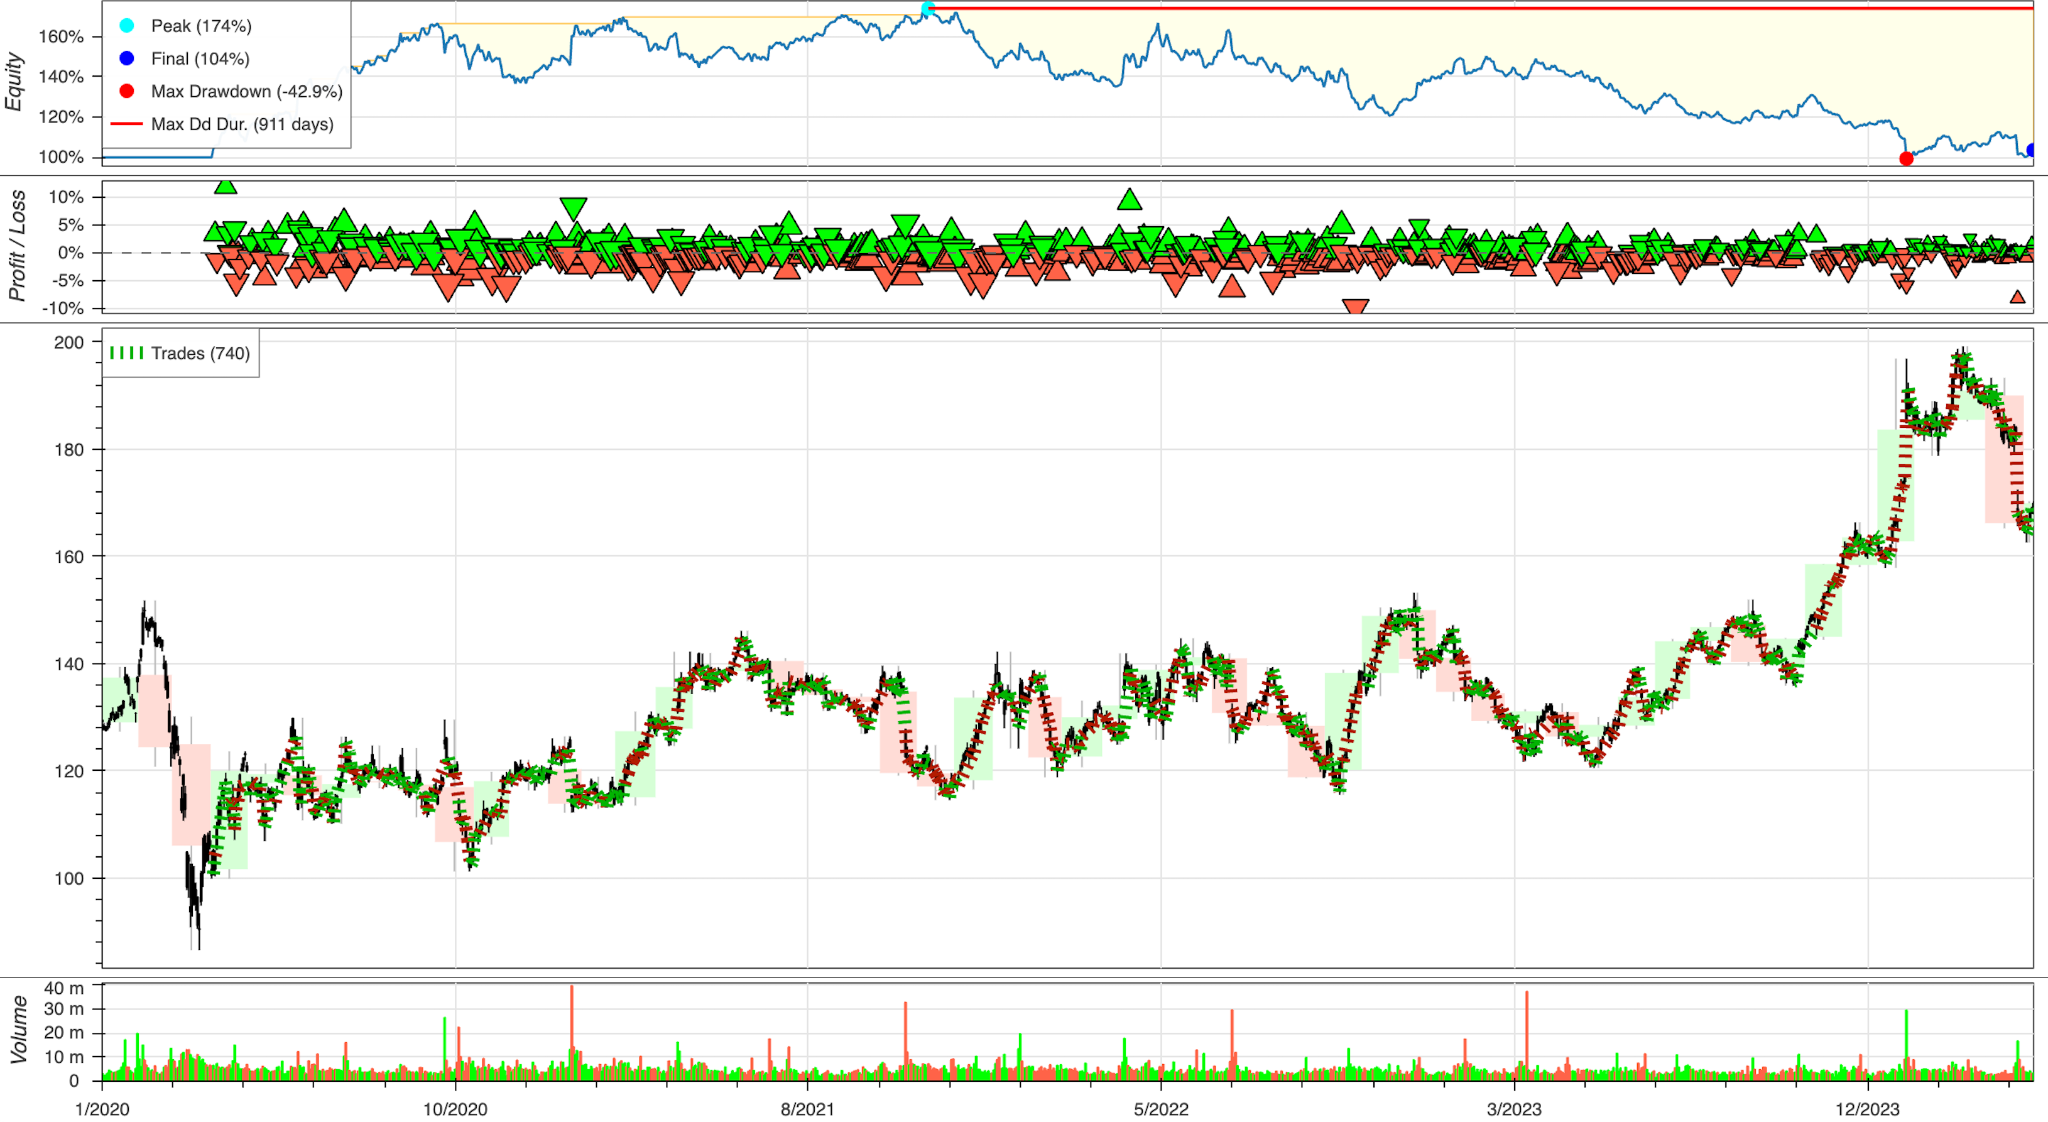 Equity
160%
140%
120%
100%
Peak (174%)
Final (104%)
Max Drawdown (-42.9%)
Max Dd Dur. (911 days)
Profit / Loss
10%
5%
0%
-5%
-10%
200
180
160
140
120
100
Trades (740)
Volume
40 m
30 m
20 m
10 m
0
1/2020 10/2020 8/2021 5/2022 3/2023 12/2023